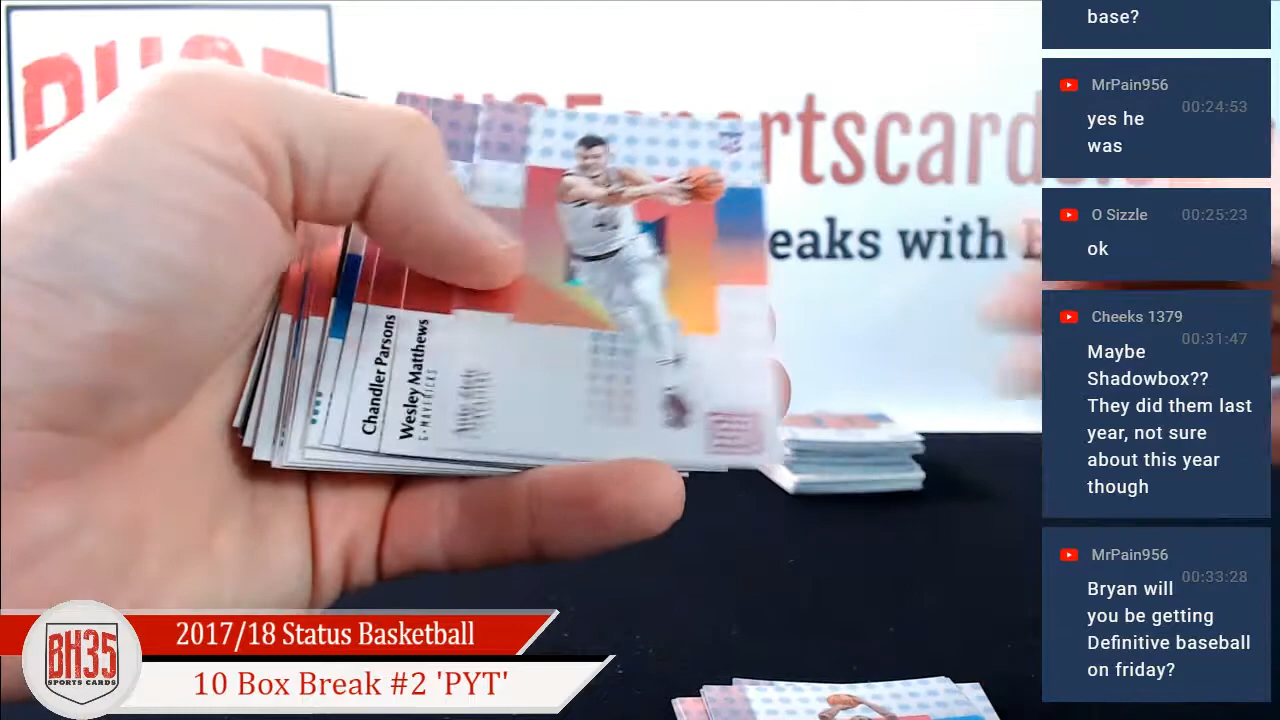 BH35
BH35sportscards
eaks with
Chandler Parsons
Wesley Matthews
G • MAVERICKS
base?
MrPain956
00:24:53
yes he
was
O Sizzle
00:25:23
ok
Cheeks 1379
00:31:47
Maybe
Shadowbox??
They did them last
year, not sure
about this year
though
MrPain956
00:33:28
Bryan will
you be getting
Definitive baseball
on friday?
BH35
SPORTS CARDS
2017/18 Status Basketball
10 Box Break #2 'PYT'